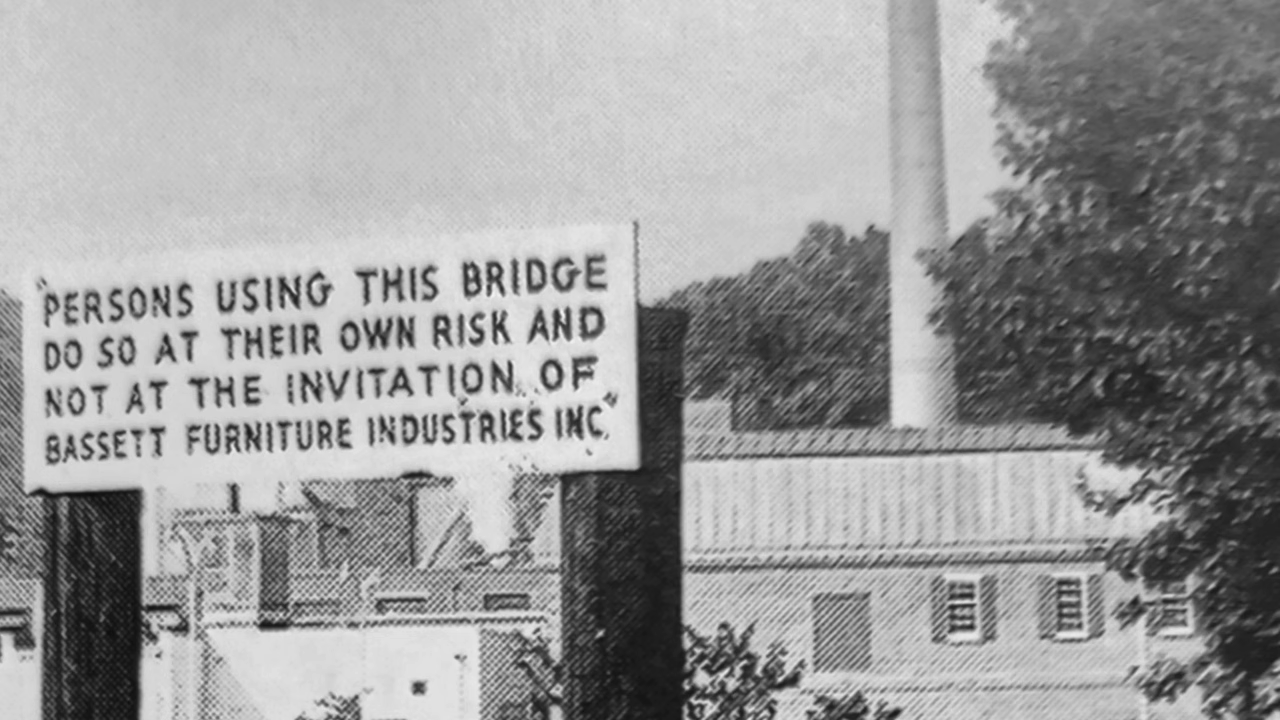 "PERSONS USING THIS BRIDGE
DO SO AT THEIR OWN RISK AND
NOT AT THE INVITATION OF
BASSETT FURNITURE INDUSTRIES INC."